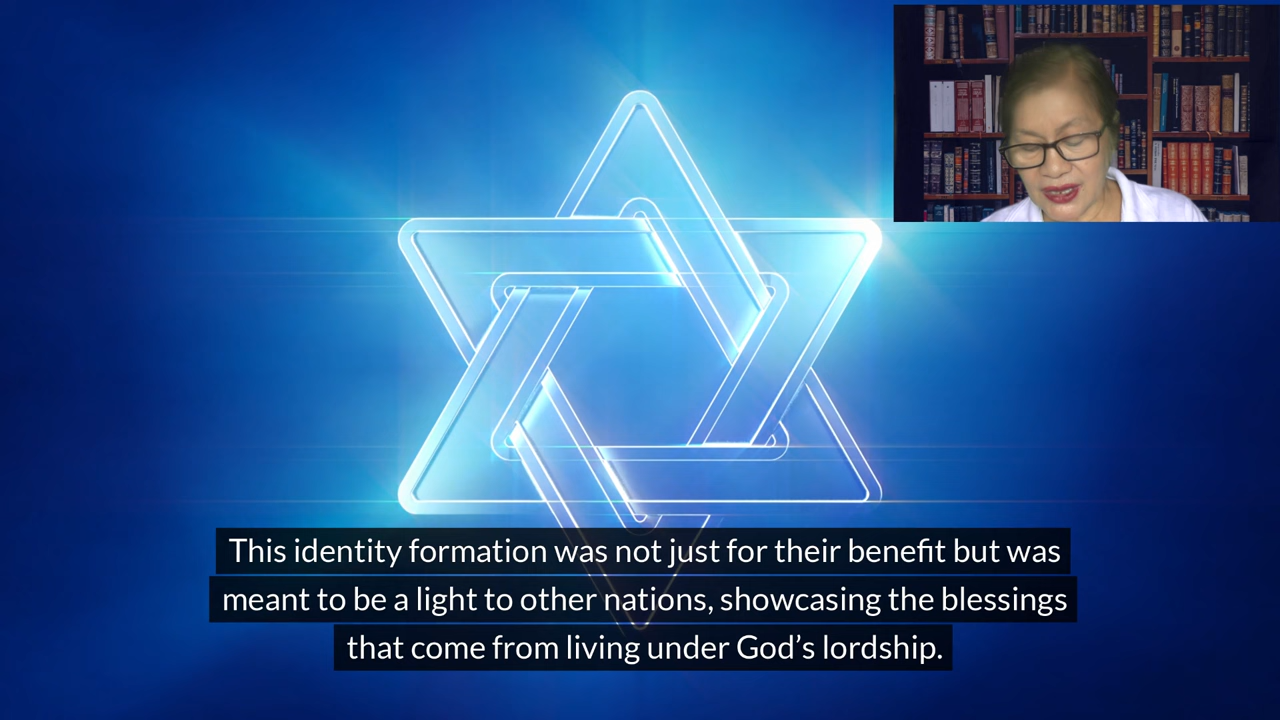 This identity formation was not just for their benefit but was
meant to be a light to other nations, showcasing the blessings
that come from living under God’s lordship.